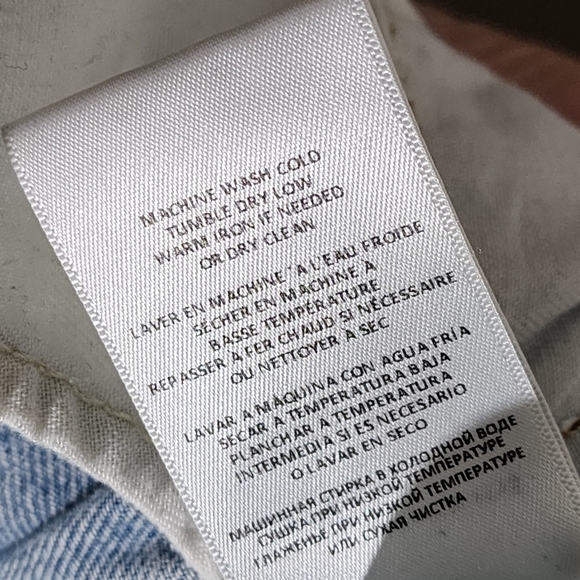 MACHINE WASH COLD
TUMBLE DRY LOW
WARM IRON IF NEEDED
OR DRY CLEAN
LAVER EN MACHINE À L'EAU FROIDE
SÉCHER EN MACHINE À
BASSE TEMPÉRATURE
REPASSER À FER CHAUD SI NÉCESSAIRE
OU NETTOYER À SEC
LAVAR A MÁQUINA CON AGUA FRÍA
SECAR A TEMPERATURA BAJA
PLANCHAR A TEMPERATURA
INTERMEDIA SI ES NECESARIO
O LAVAR EN SECO
МАШИННАЯ СТИРКА В ХОЛОДНОЙ ВОДЕ
СУШКА ПРИ НИЗКОЙ ТЕМПЕРАТУРЕ
ГЛАЖЕНЬЕ ПРИ НИЗКОЙ ТЕМПЕРАТУРЕ
ИЛИ СУХАЯ ЧИСТКА